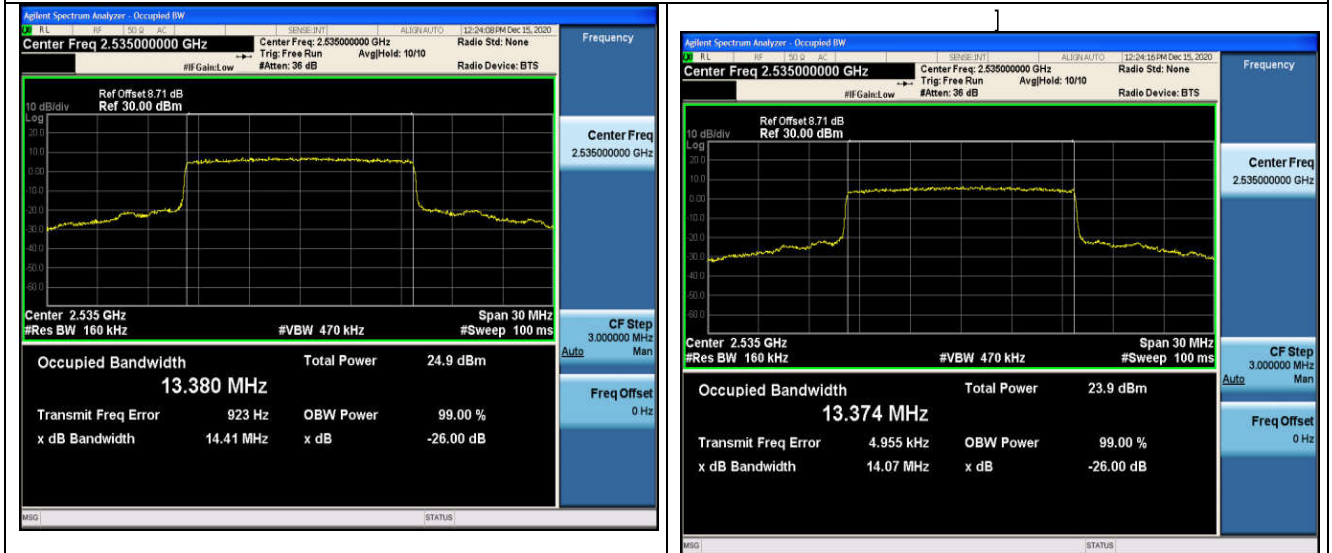 Agilent Spectrum Analyzer - Occupied BW
RL RF 50 Ω AC SENSE:INT ALIGNAUTO 12:24:08 PM Dec 15, 2020
Center Freq 2.535000000 GHz Center Freq: 2.535000000 GHz Radio Std: None Frequency
Trig: Free Run Avg|Hold: 10/10
#IFGain:Low #Atten: 36 dB Radio Device: BTS
Ref Offset 8.71 dB
10 dB/div Ref 30.00 dBm
Log
20.0
10.0
0.00
-10.0
-20.0
-30.0
-40.0
-50.0
-60.0
Center Freq
2.535000000 GHz
Center 2.535 GHz Span 30 MHz
#Res BW 160 kHz #VBW 470 kHz #Sweep 100 ms
CF Step
3.000000 MHz
Auto Man
Occupied Bandwidth Total Power 24.9 dBm
13.380 MHz
Freq Offset
0 Hz
Transmit Freq Error 923 Hz OBW Power 99.00 %
x dB Bandwidth 14.41 MHz x dB -26.00 dB
MSG STATUS
]
Agilent Spectrum Analyzer - Occupied BW
RL RF 50 Ω AC SENSE:INT ALIGNAUTO 12:24:16 PM Dec 15, 2020
Center Freq 2.535000000 GHz Center Freq: 2.535000000 GHz Radio Std: None Frequency
Trig: Free Run Avg|Hold: 10/10
#IFGain:Low #Atten: 36 dB Radio Device: BTS
Ref Offset 8.71 dB
10 dB/div Ref 30.00 dBm
Log
20.0
10.0
0.00
-10.0
-20.0
-30.0
-40.0
-50.0
-60.0
Center Freq
2.535000000 GHz
Center 2.535 GHz Span 30 MHz
#Res BW 160 kHz #VBW 470 kHz #Sweep 100 ms
CF Step
3.000000 MHz
Auto Man
Occupied Bandwidth Total Power 23.9 dBm
13.374 MHz
Freq Offset
0 Hz
Transmit Freq Error 4.955 kHz OBW Power 99.00 %
x dB Bandwidth 14.07 MHz x dB -26.00 dB
MSG STATUS